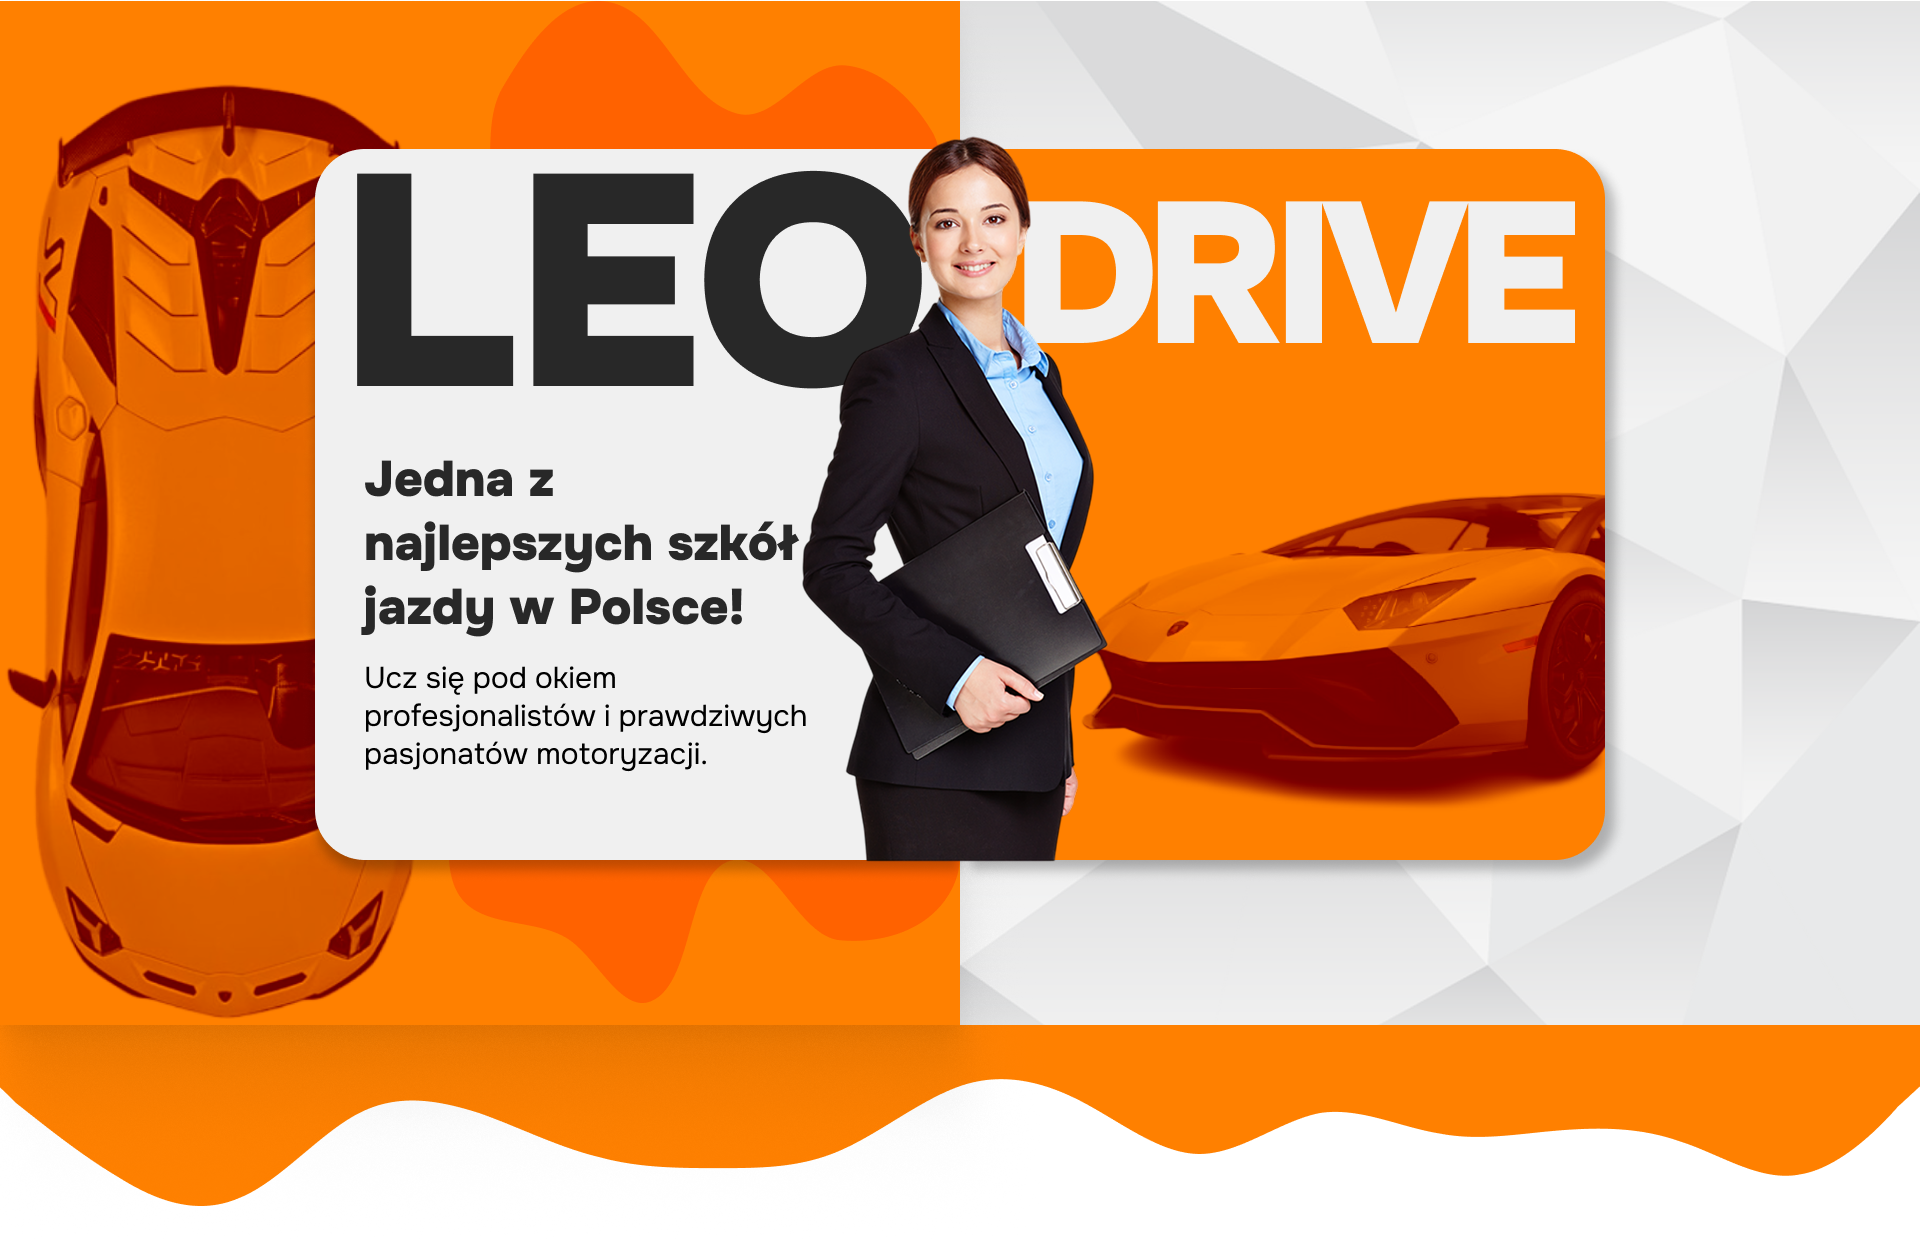 LEO DRIVE
Jedna z
najlepszych szkół
jazdy w Polsce!
Ucz się pod okiem
profesjonalistów i prawdziwych
pasjonatów motoryzacji.